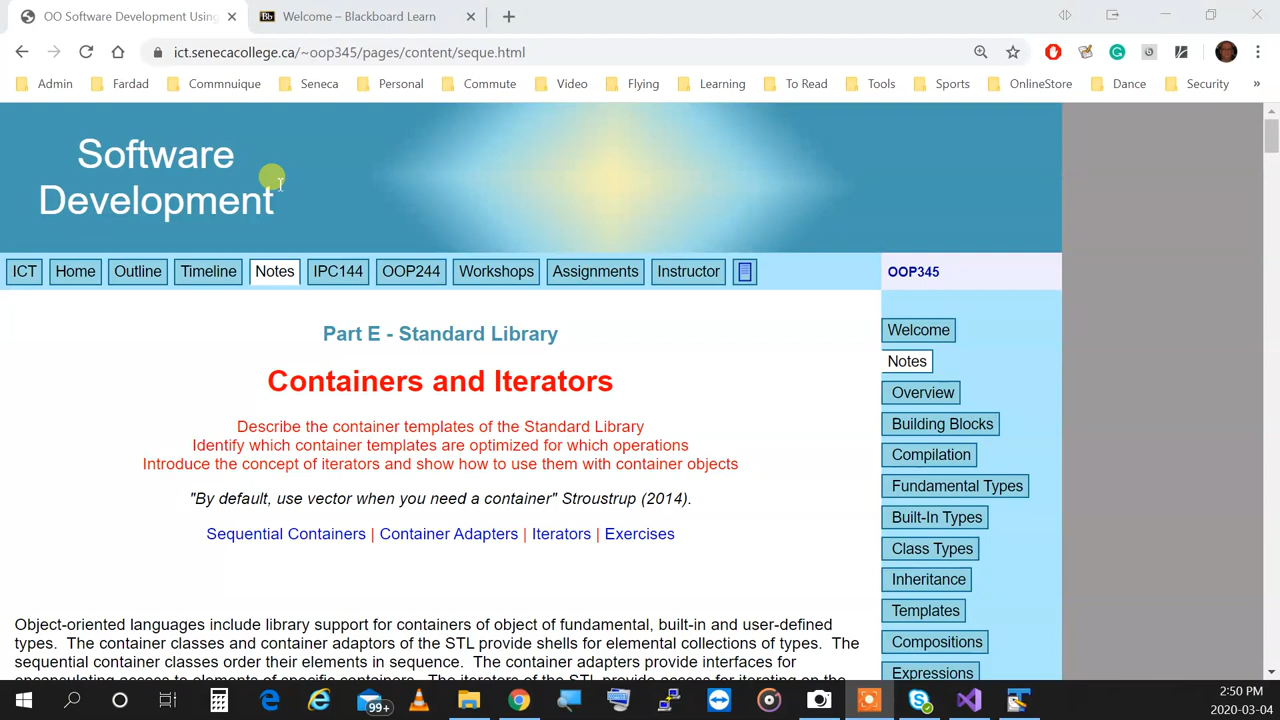 OO Software Development Using
Welcome – Blackboard Learn
ict.senecacollege.ca/~oop345/pages/content/seque.html
Admin Fardad Commnuique Seneca Personal Commute Video Flying Learning To Read Tools Sports OnlineStore Dance Security »
Software
Development
ICT Home Outline Timeline Notes IPC144 OOP244 Workshops Assignments Instructor
OOP345
Part E - Standard Library
Containers and Iterators
Describe the container templates of the Standard Library
Identify which container templates are optimized for which operations
Introduce the concept of iterators and show how to use them with container objects
"By default, use vector when you need a container" Stroustrup (2014).
Sequential Containers | Container Adapters | Iterators | Exercises
Object-oriented languages include library support for containers of object of fundamental, built-in and user-defined
types. The container classes and container adaptors of the STL provide shells for elemental collections of types. The
sequential container classes order their elements in sequence. The container adapters provide interfaces for
Welcome
Notes
Overview
Building Blocks
Compilation
Fundamental Types
Built-In Types
Class Types
Inheritance
Templates
Compositions
Expressions
99+
2:50 PM
2020-03-04